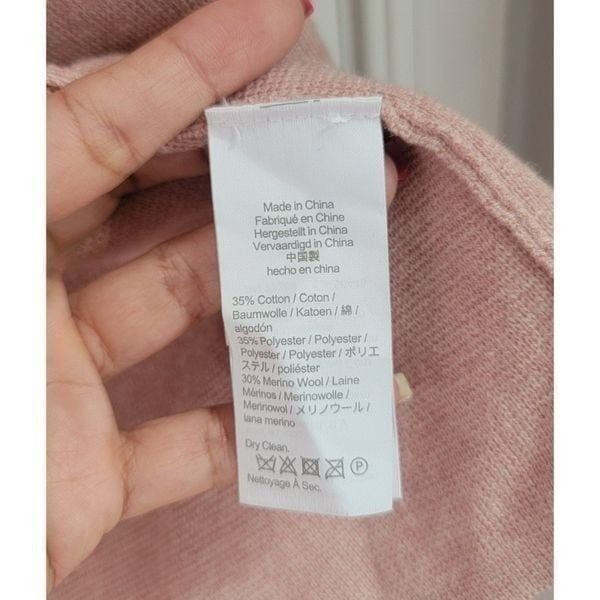 Made in China
Fabriqué en Chine
Hergestellt in China
Vervaardigd in China
中国製
hecho en china
35% Cotton / Coton /
Baumwolle / Katoen / 綿 /
algodón
35% Polyester / Polyester /
Polyester / Polyester / ポリエ
ステル / poliéster
30% Merino Wool / Laine
Mérinos / Merinowolle /
Merinowol / メリノウール /
lana merino
Dry Clean.
P
Nettoyage À Sec.